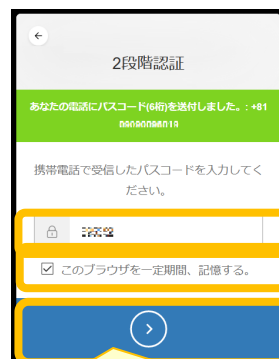 2段階認証
あなたの電話にパスコード(6桁)を送付しました。: +81
携帯電話で受信したパスコードを入力してく
ださい。
このブラウザを一定期間、記憶する。